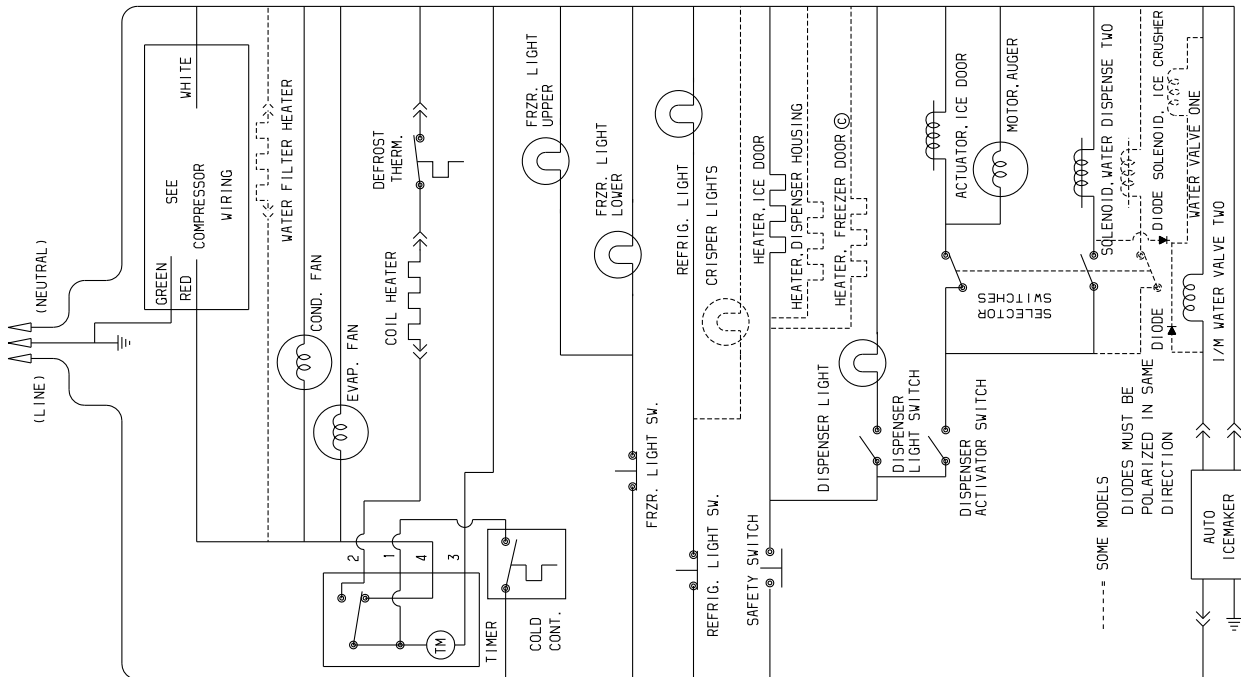 (NEUTRAL)
(LINE)
GREEN
RED
WHITE
SEE
COMPRESSOR
WIRING
WATER FILTER HEATER
COND. FAN
EVAP. FAN
DEFROST
THERM.
COIL HEATER
2
1
4
3
TM
TIMER
COLD
CONT.
FRZR. LIGHT
UPPER
FRZR. LIGHT
LOWER
FRZR. LIGHT SW.
REFRIG. LIGHT
CRISPER LIGHTS
REFRIG. LIGHT SW.
SAFETY SWITCH
HEATER, ICE DOOR
HEATER, DISPENSER HOUSING
HEATER, FREEZER DOOR ©
DISPENSER LIGHT
DISPENSER
LIGHT SWITCH
DISPENSER
ACTIVATOR SWITCH
ACTUATOR, ICE DOOR
MOTOR, AUGER
SELECTOR
SWITCHES
SOLENOID, WATER DISPENSE TWO
DIODE SOLENOID, ICE CRUSHER
WATER VALVE ONE
DIODE
I/M WATER VALVE TWO
---- = SOME MODELS
DIODES MUST BE
POLARIZED IN SAME
DIRECTION
AUTO
ICEMAKER